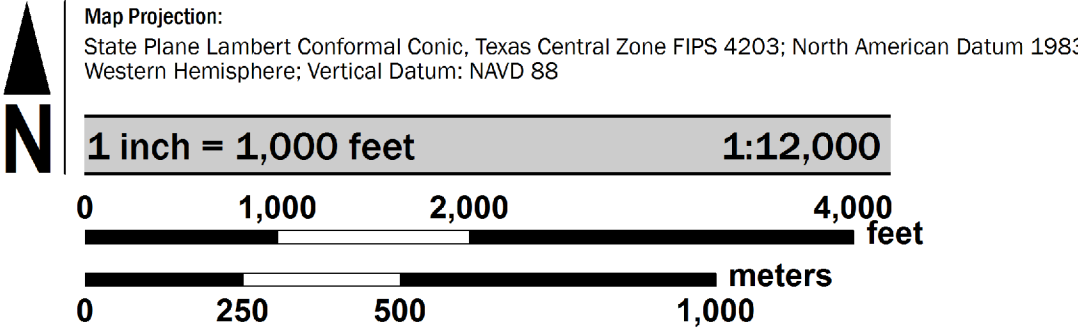 Map Projection:
State Plane Lambert Conformal Conic, Texas Central Zone FIPS 4203; North American Datum 1983
Western Hemisphere; Vertical Datum: NAVD 88
N
1 inch = 1,000 feet 1:12,000
0 1,000 2,000 4,000
feet
meters
0 250 500 1,000